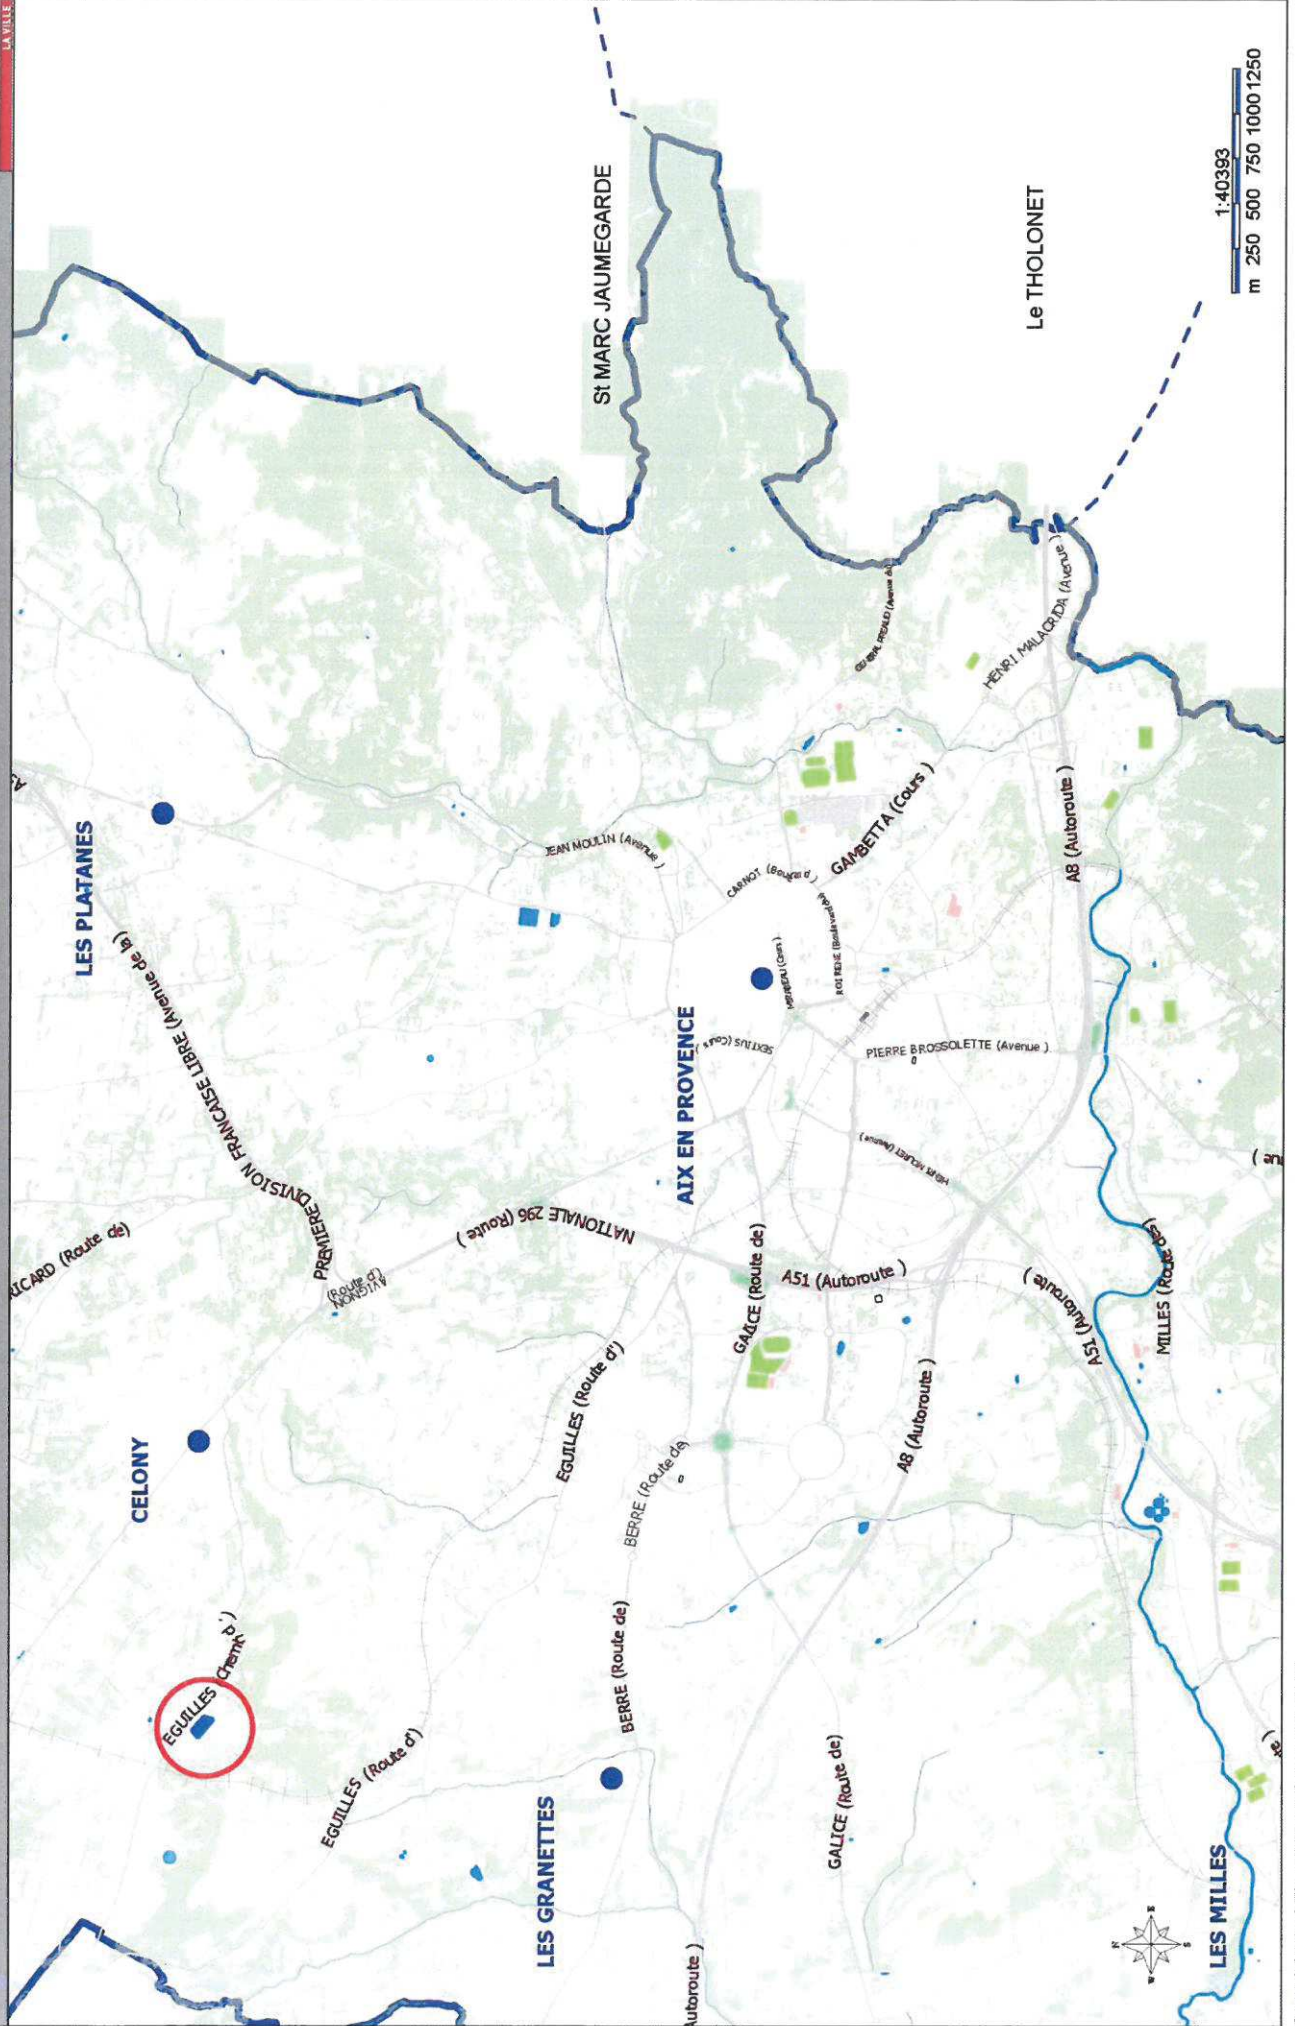 LA VILLE
LES PLATANES
St MARC JAUMEGARDE
Le THOLONET
1:40393
m 250 500 750 1000 1250
RICARD (Route de)
PREMIERE DIVISION FRANCAISE LIBRE (Avenue de la)
AVIGNON
(Route d')
NATIONALE 296 (Route )
JEAN MOULIN (Avenue )
CARNOT (Boulevard )
GAMBETTA (Cours )
ROI RENE (Boulevard du)
MIRABEAU (Cours )
SEXTIUS (Cours )
AIX EN PROVENCE
PIERRE BROSSOLETTE (Avenue )
HENRI MOURET (Avenue )
HENRI MALACRIDA (Avenue )
A8 (Autoroute )
A51 (Autoroute )
A51 (Autoroute )
MILLES (Route des)
GALICE (Route de)
A8 (Autoroute )
CELONY
EGUILLES (Chemin d')
EGUILLES (Route d')
EGUILLES (Route d')
BERRE (Route de)
BERRE (Route de)
LES GRANETTES
GALICE (Route de)
Autoroute )
LES MILLES
N
E
S